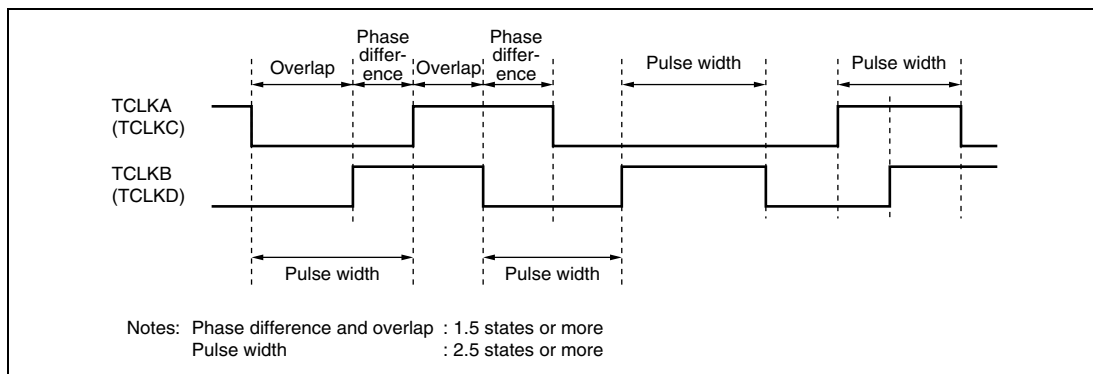 Phase
differ-
ence
Phase
differ-
ence
Overlap
Overlap
Pulse width
Pulse width
TCLKA
(TCLKC)
TCLKB
(TCLKD)
Pulse width
Pulse width
Notes: Phase difference and overlap : 1.5 states or more
Pulse width : 2.5 states or more